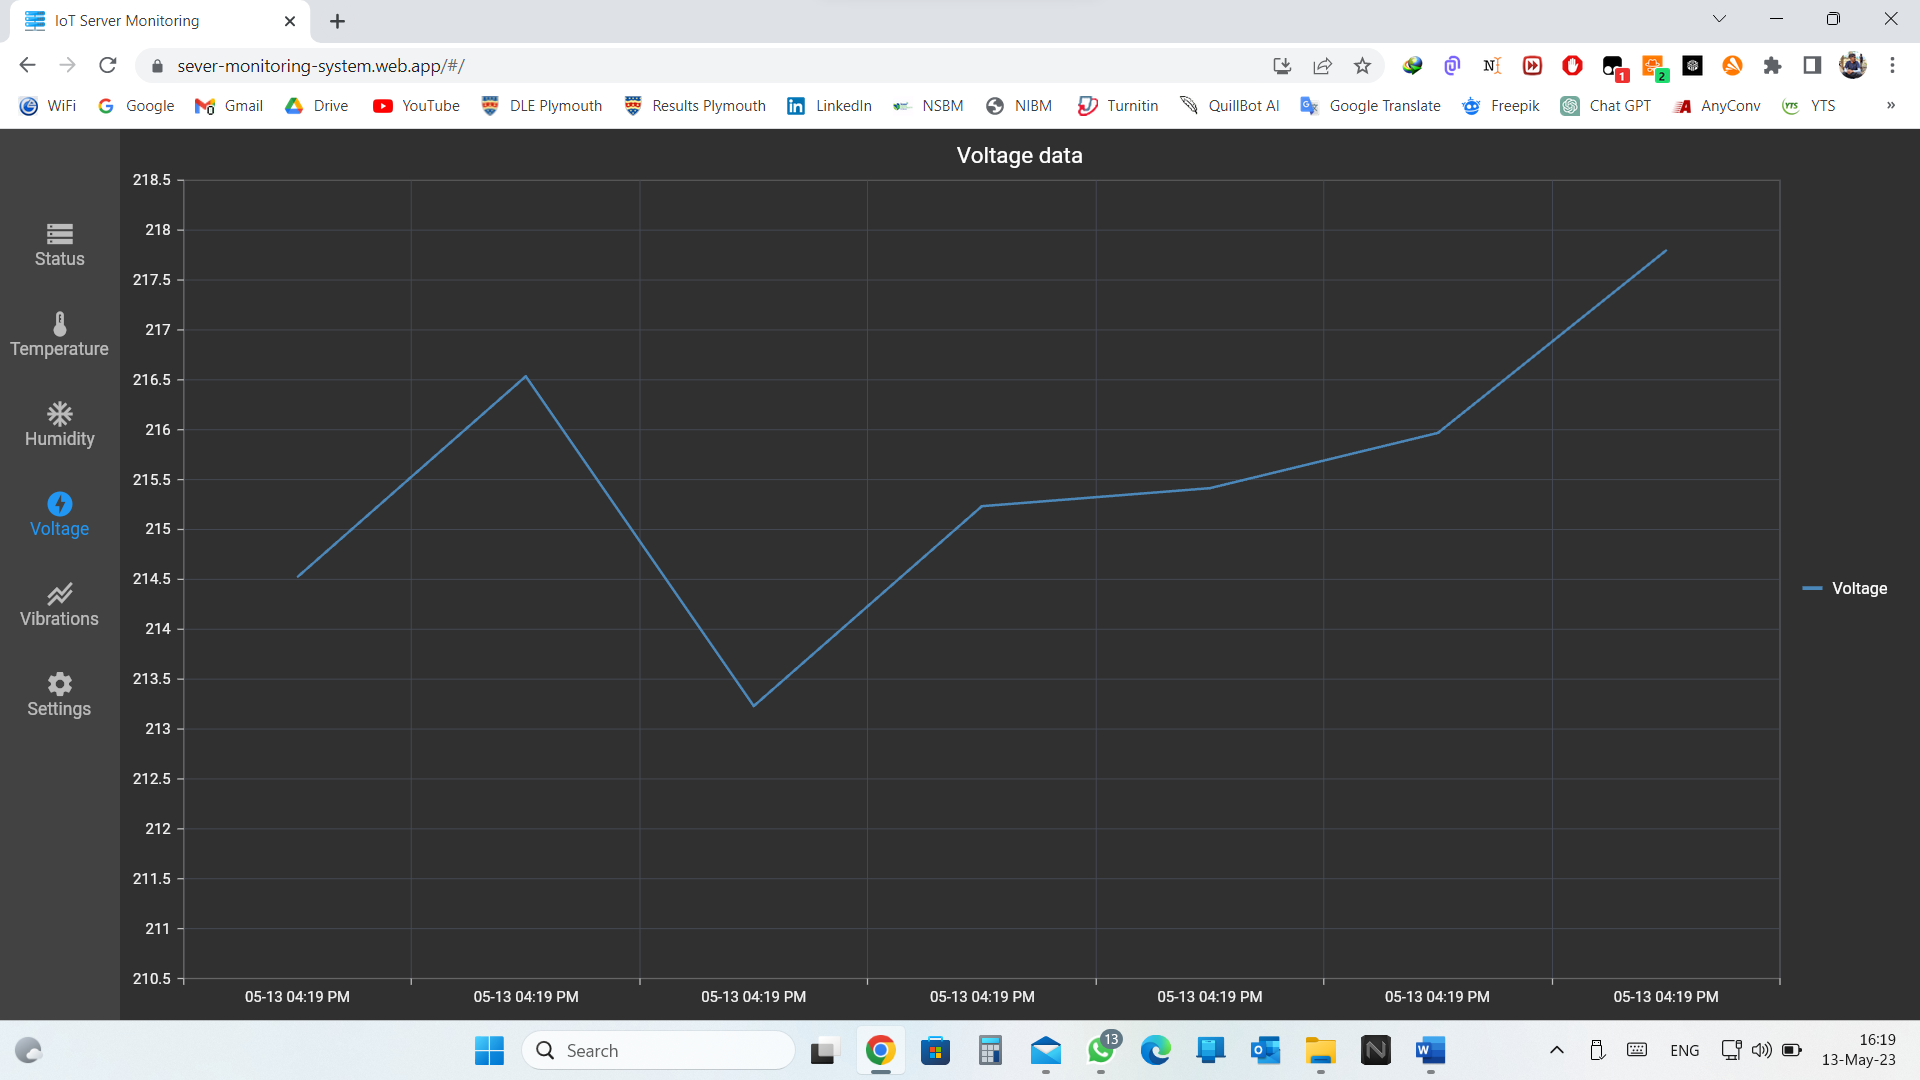 IoT Server Monitoring
sever-monitoring-system.web.app/#/
1
2
WiFi Google Gmail Drive YouTube DLE Plymouth Results Plymouth LinkedIn NSBM NIBM Turnitin QuillBot AI Google Translate Freepik Chat GPT AnyConv YTS »
Voltage data
218.5
218
217.5
217
216.5
216
215.5
215
214.5
214
213.5
213
212.5
212
211.5
211
210.5
Status
Temperature
Humidity
Voltage
Vibrations
Settings
Voltage
05-13 04:19 PM 05-13 04:19 PM 05-13 04:19 PM 05-13 04:19 PM 05-13 04:19 PM 05-13 04:19 PM 05-13 04:19 PM
Search
13
ENG
16:19
13-May-23